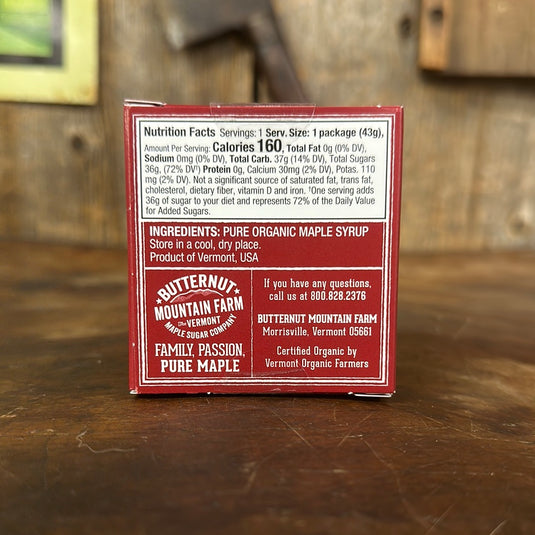 Nutrition Facts Servings: 1 Serv. Size: 1 package (43g),
Amount Per Serving: Calories 160, Total Fat 0g (0% DV),
Sodium 0mg (0% DV), Total Carb. 37g (14% DV), Total Sugars
36g, (72% DV†) Protein 0g, Calcium 30mg (2% DV), Potas. 110
mg (2% DV). Not a significant source of saturated fat, trans fat,
cholesterol, dietary fiber, vitamin D and iron. †One serving adds
36g of sugar to your diet and represents 72% of the Daily Value
for Added Sugars.
INGREDIENTS: PURE ORGANIC MAPLE SYRUP
Store in a cool, dry place.
Product of Vermont, USA
BUTTERNUT
MOUNTAIN FARM
The VERMONT
MAPLE SUGAR COMPANY
FAMILY, PASSION,
PURE MAPLE
If you have any questions,
call us at 800.828.2376
BUTTERNUT MOUNTAIN FARM
Morrisville, Vermont 05661
Certified Organic by
Vermont Organic Farmers